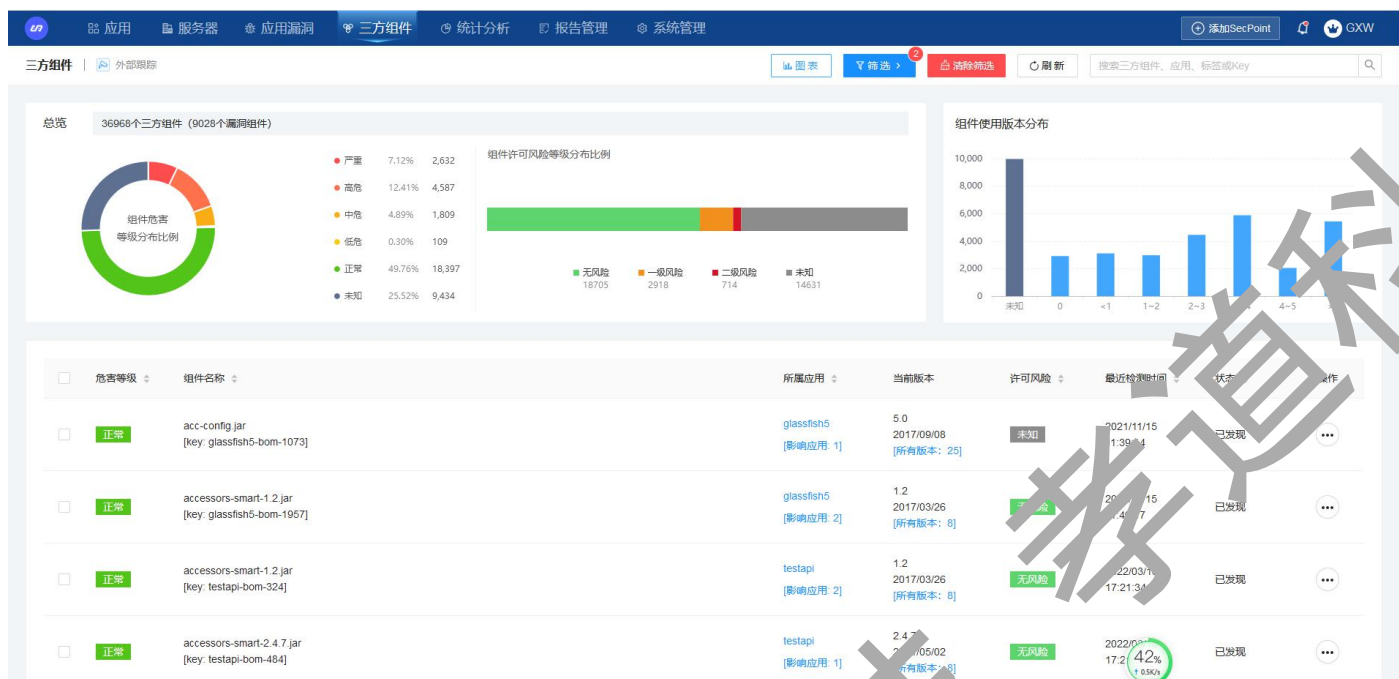 应用 服务器 应用漏洞 三方组件 统计分析 报告管理 系统管理 添加SecPoint GXW
三方组件 外部跟踪 图表 筛选 2 清除筛选 刷新 搜索三方组件、应用、标签或Key
总览 36968个三方组件（9028个漏洞组件）
组件危害
等级分布比例
严重 7.12% 2,632
高危 12.41% 4,587
中危 4.89% 1,809
低危 0.30% 109
正常 49.76% 18,397
未知 25.52% 9,434
组件许可风险等级分布比例
无风险 一级风险 二级风险 未知
18705 2918 714 14631
组件使用版本分布
10,000
8,000
6,000
4,000
2,000
0
未知 0 <1 1~2 2~3 4~5
危害等级 组件名称 所属应用 当前版本 许可风险 最近检测时间
正常 acc-config.jar glassfish5 5.0 未知 2021/11/15 已发现
[key: glassfish5-bom-1073] [影响应用: 1] 2017/09/08
[所有版本：25]
正常 accessors-smart-1.2.jar glassfish5 1.2 已发现
[key: glassfish5-bom-1957] [影响应用: 2] 2017/03/26
[所有版本：8]
正常 accessors-smart-1.2.jar testapi 1.2 无风险 已发现
[key: testapi-bom-324] [影响应用: 2] 2017/03/26 17:21:34
[所有版本：8]
正常 accessors-smart-2.4.7.jar testapi 无风险 已发现
[key: testapi-bom-484] [影响应用: 1]
42%
↑ 0.5K/s
孝道科